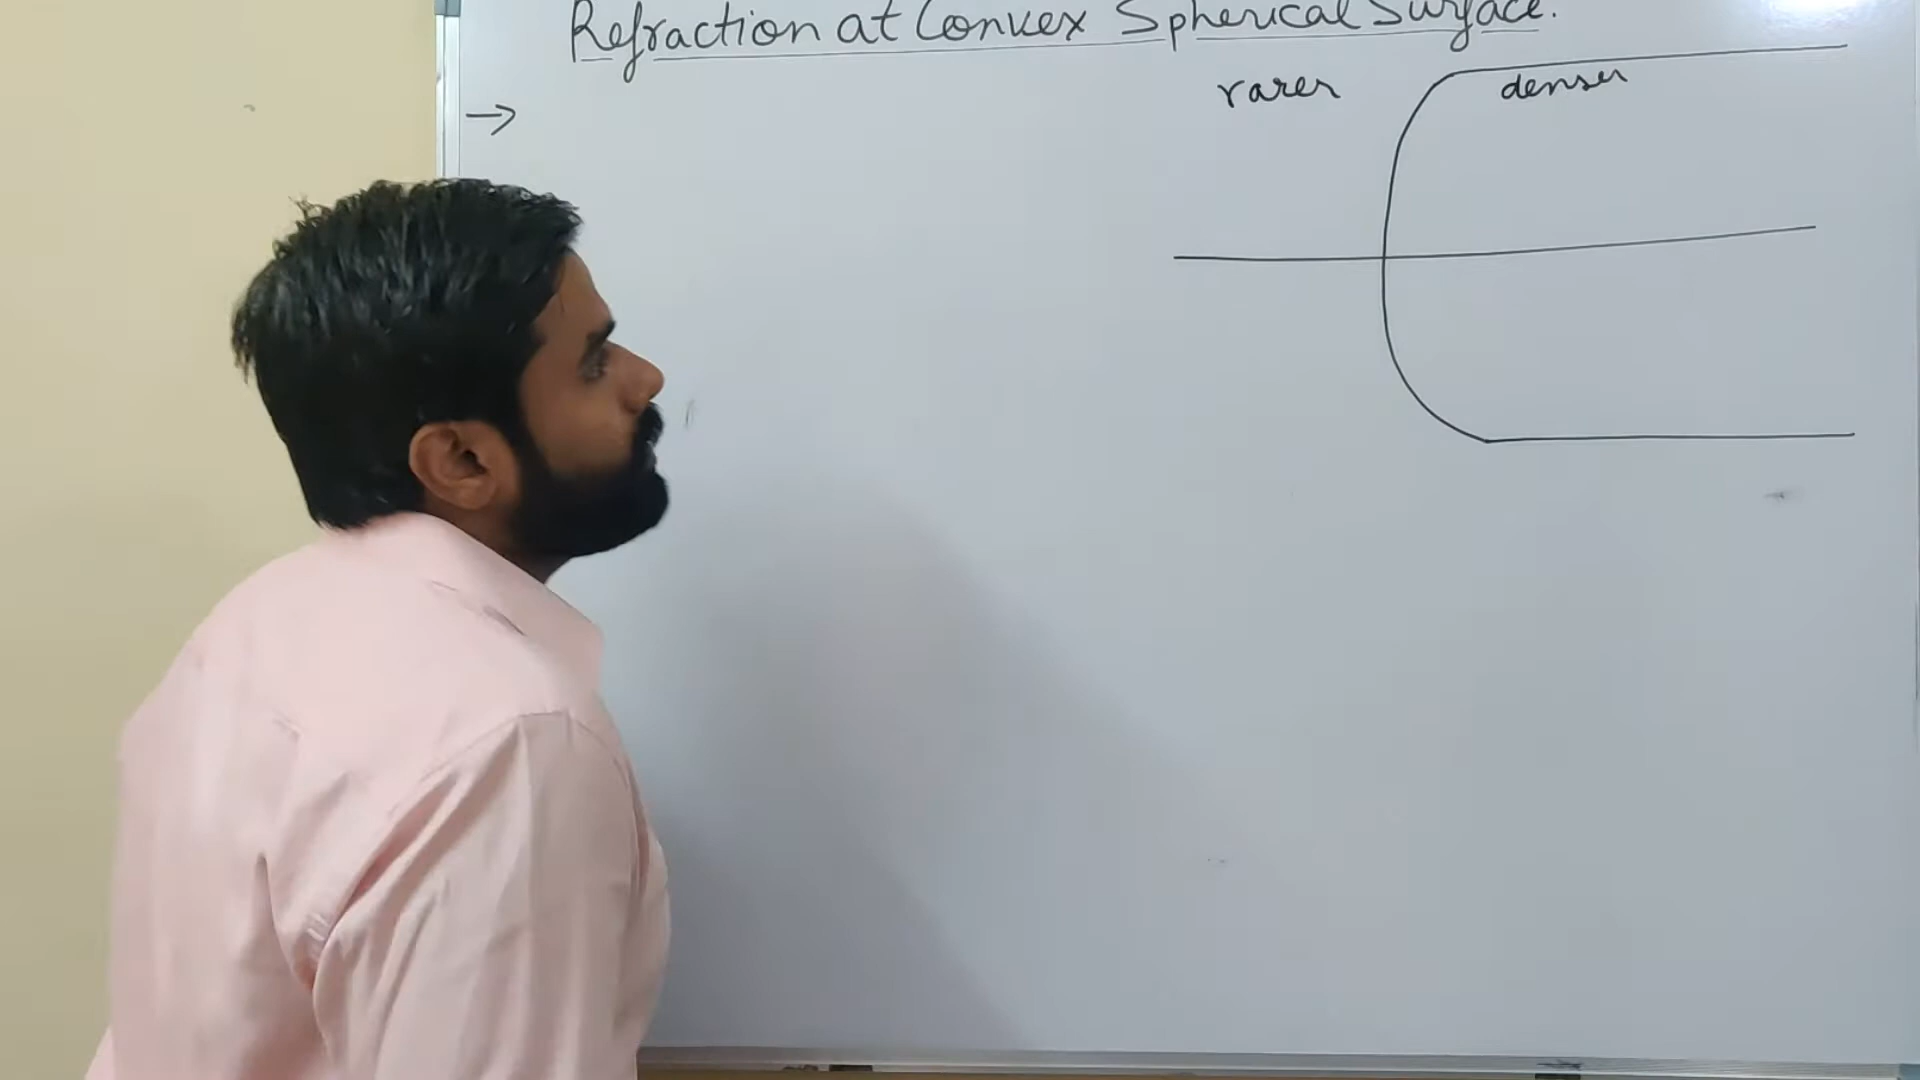 Refraction at Convex Spherical Surface.
→
rarer
denser